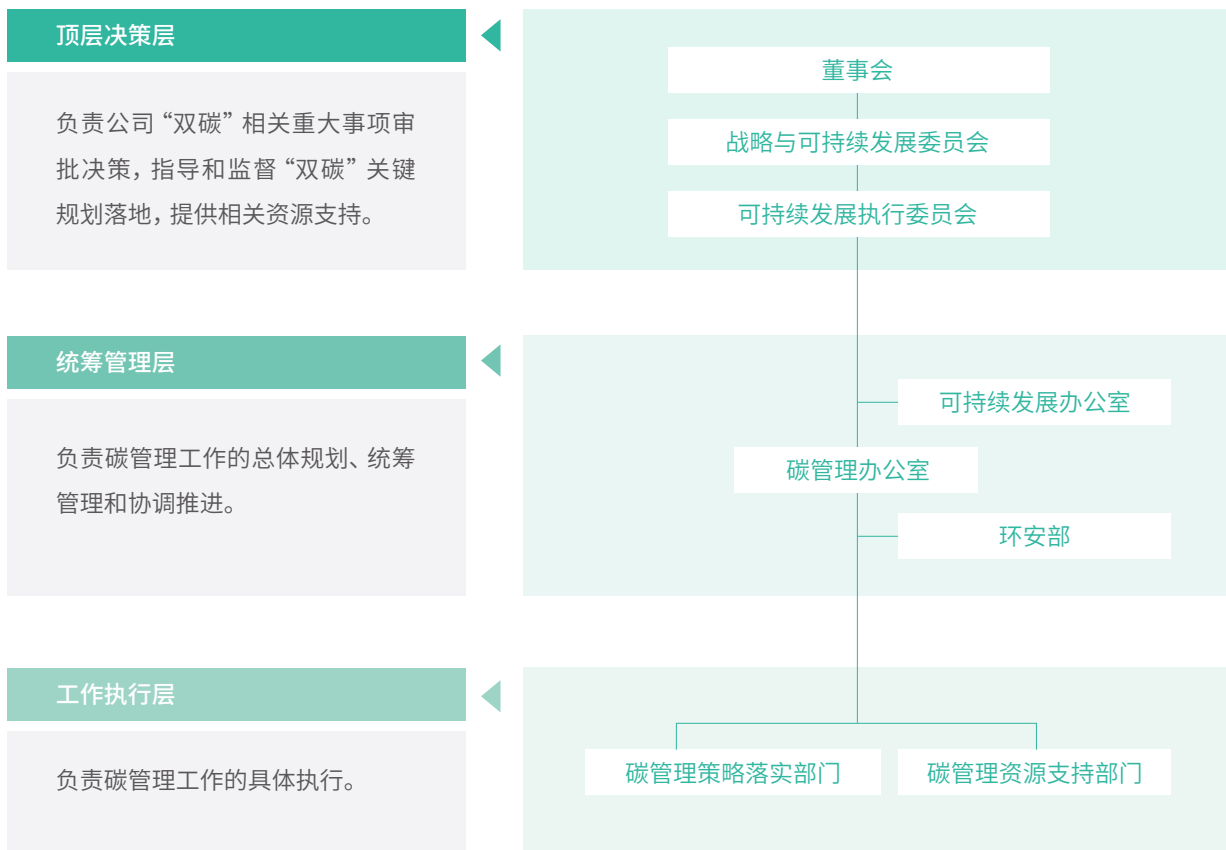 顶层决策层
负责公司“双碳”相关重大事项审
批决策，指导和监督“双碳”关键
规划落地，提供相关资源支持。
董事会
战略与可持续发展委员会
可持续发展执行委员会
统筹管理层
负责碳管理工作的总体规划、统筹
管理和协调推进。
可持续发展办公室
碳管理办公室
环安部
工作执行层
负责碳管理工作的具体执行。
碳管理策略落实部门
碳管理资源支持部门